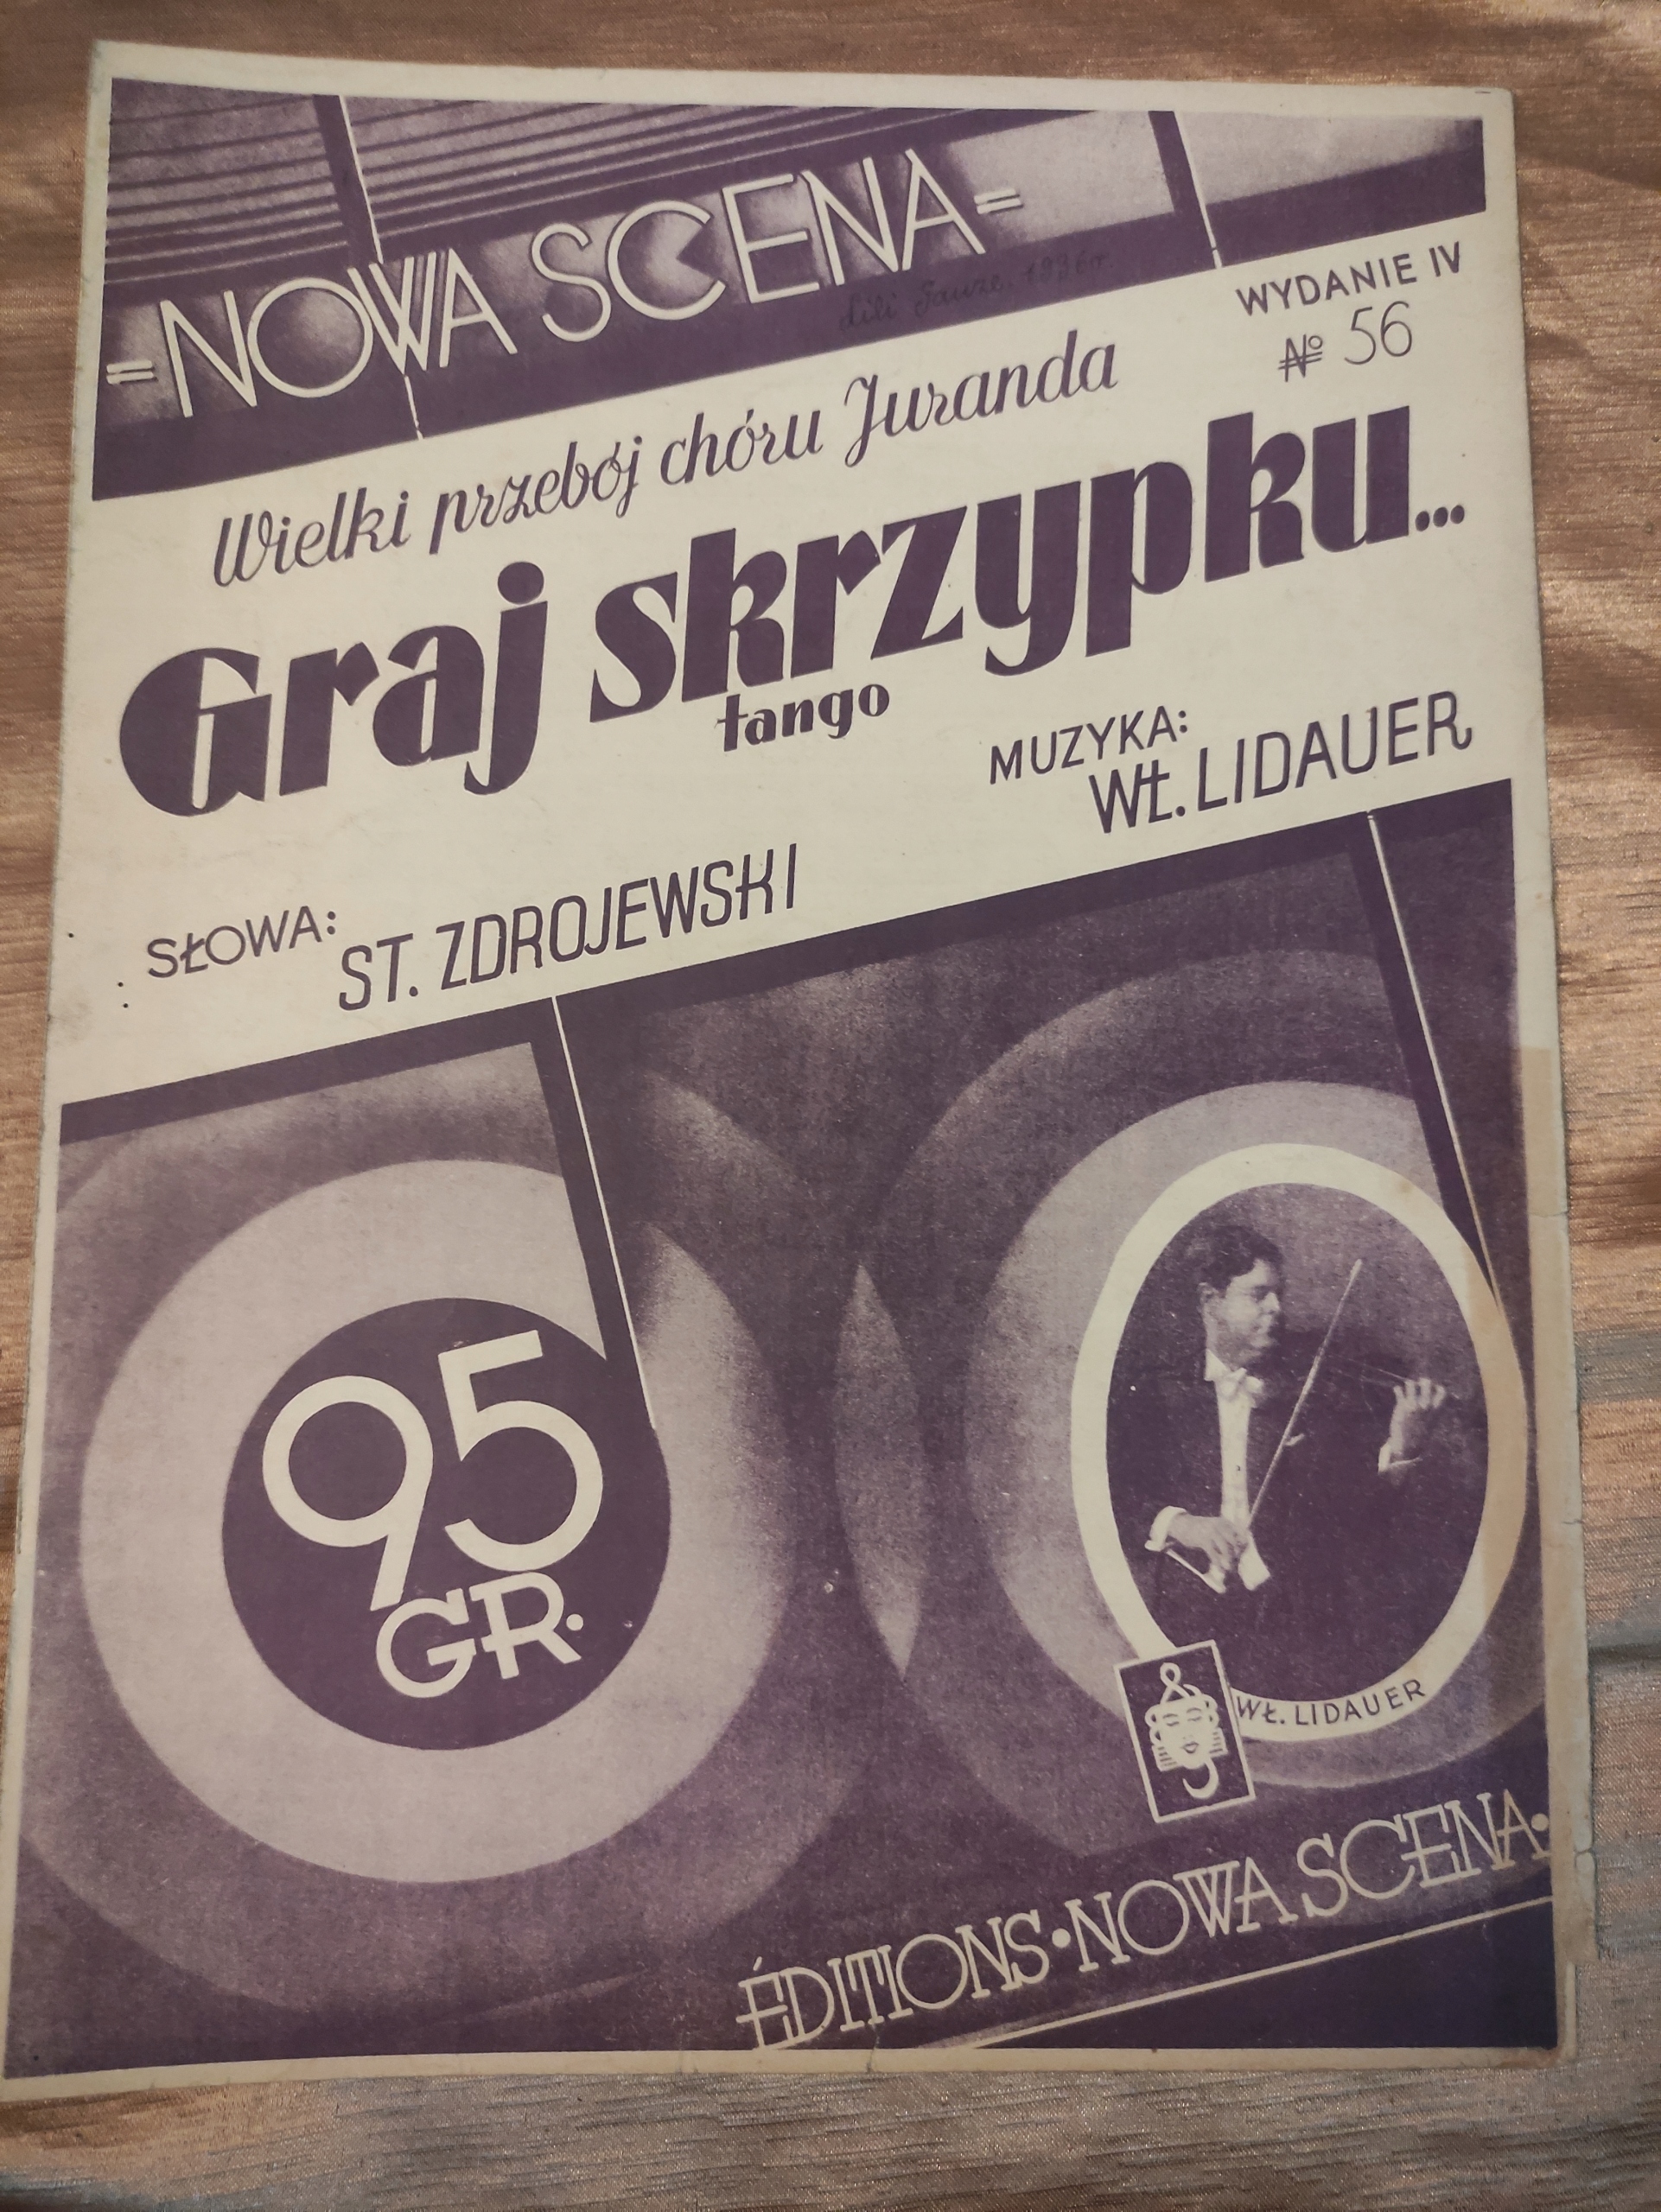 =NOWA SCENA=
1936 r.
WYDANIE IV
№ 56
Wielki przebój chóru Juranda
Graj skrzypku...
tango
MUZYKA:
WŁ. LIDAUER
SŁOWA:
ST. ZDROJEWSKI
95
GR.
WŁ. LIDAUER
ÉDITIONS • NOWA SCENA •